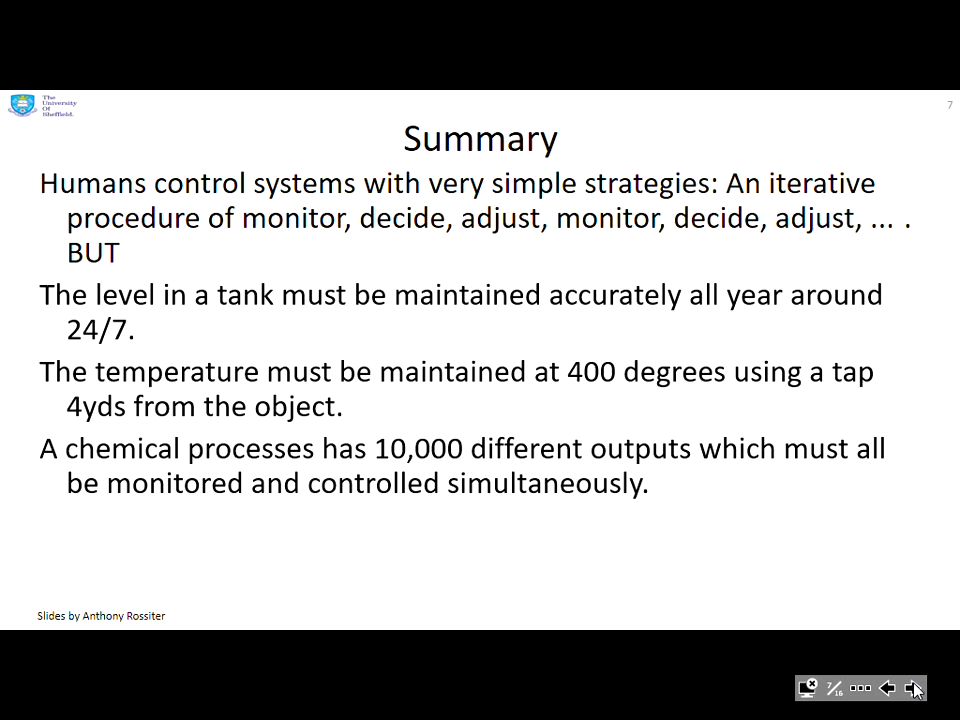 The
University
Of
Sheffield.
7
Summary
Humans control systems with very simple strategies: An iterative
procedure of monitor, decide, adjust, monitor, decide, adjust, ... .
BUT
The level in a tank must be maintained accurately all year around
24/7.
The temperature must be maintained at 400 degrees using a tap
4yds from the object.
A chemical processes has 10,000 different outputs which must all
be monitored and controlled simultaneously.
Slides by Anthony Rossiter
7/16